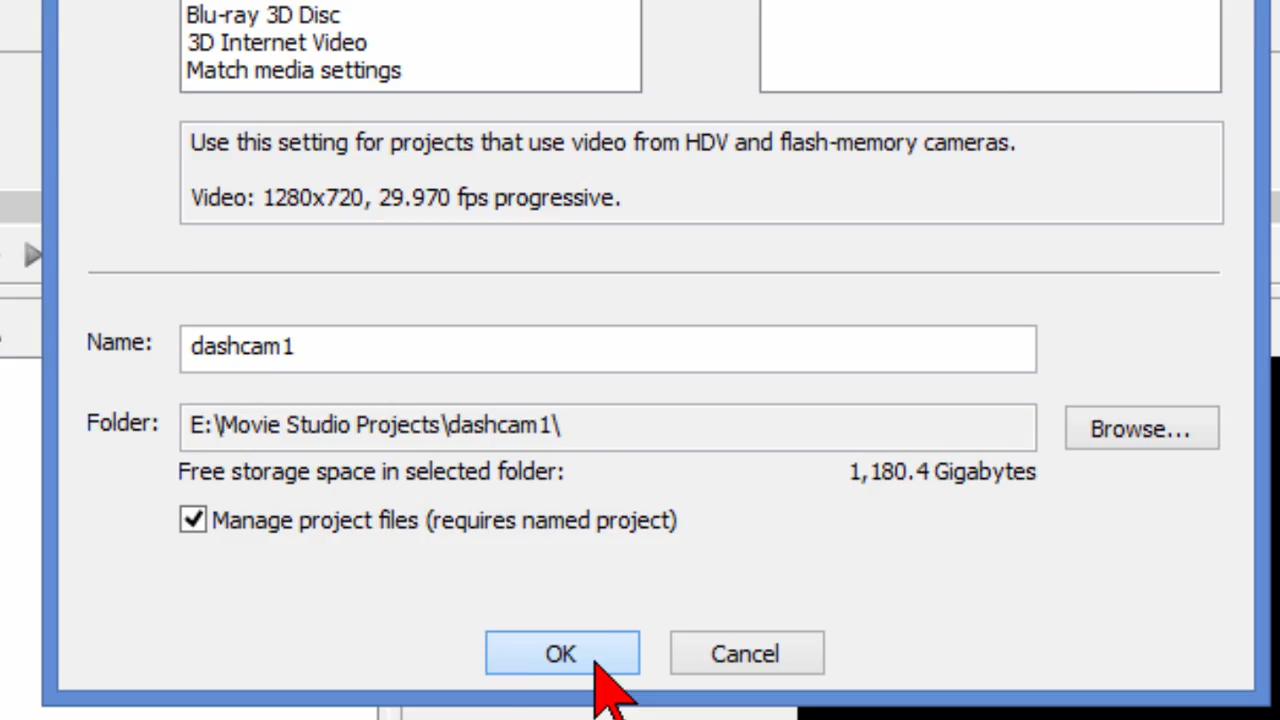 Blu-ray 3D Disc
3D Internet Video
Match media settings
Use this setting for projects that use video from HDV and flash-memory cameras.
Video: 1280x720, 29.970 fps progressive.
Name: dashcam1
Folder: E:\Movie Studio Projects\dashcam1\ Browse...
Free storage space in selected folder: 1,180.4 Gigabytes
Manage project files (requires named project)
OK Cancel